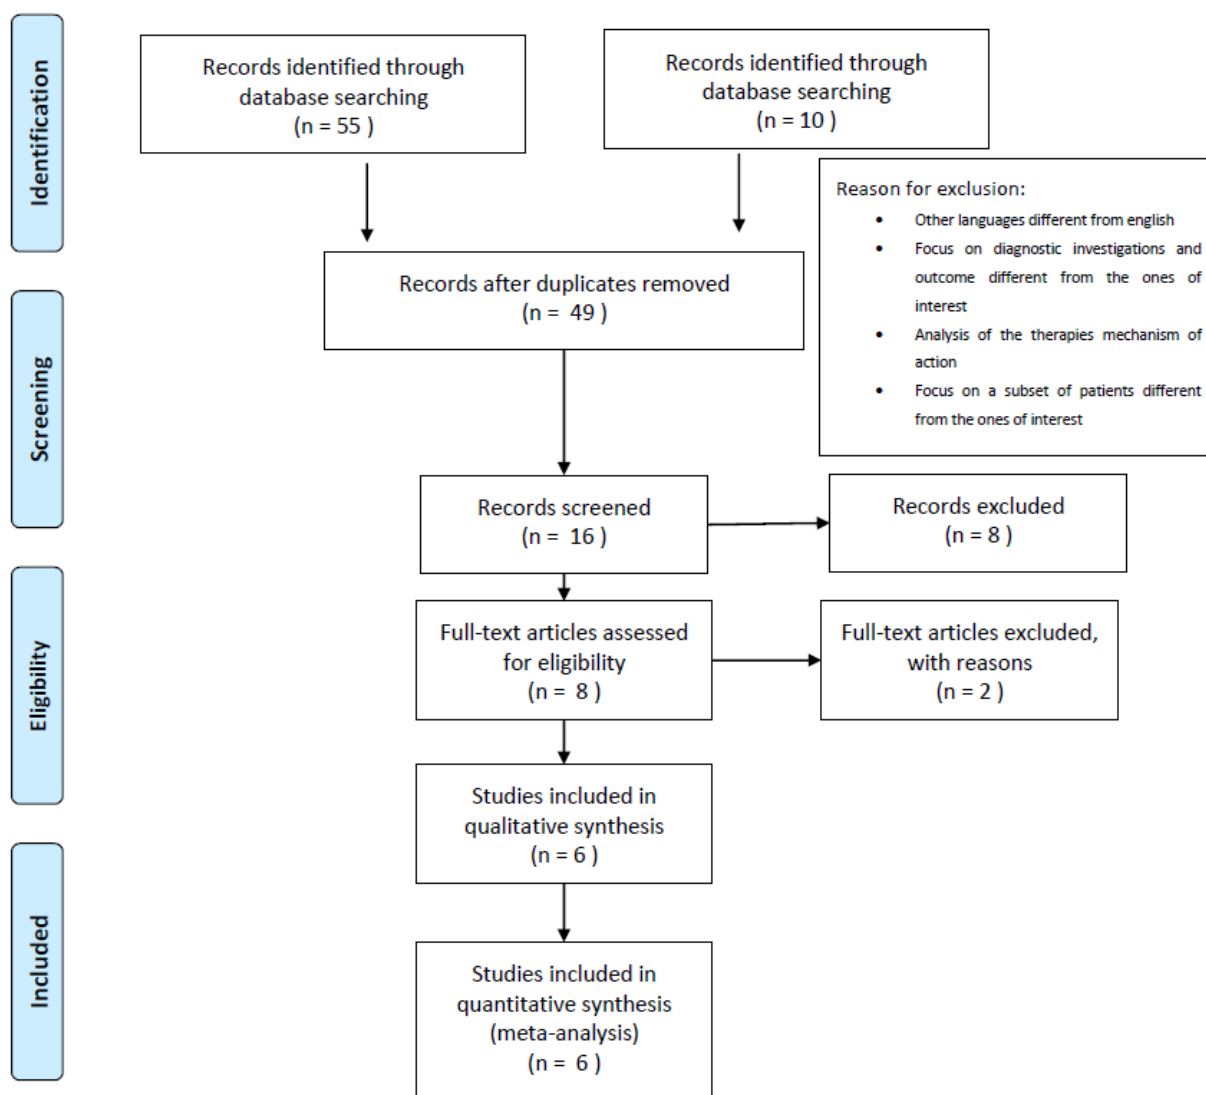 Identification
Records identified through
database searching
(n = 55 )
Records identified through
database searching
(n = 10 )
Reason for exclusion:
• Other languages different from english
• Focus on diagnostic investigations and
outcome different from the ones of
interest
• Analysis of the therapies mechanism of
action
• Focus on a subset of patients different
from the ones of interest
Records after duplicates removed
(n = 49 )
Screening
Records screened
(n = 16 )
Records excluded
(n = 8 )
Eligibility
Full-text articles assessed
for eligibility
(n = 8 )
Full-text articles excluded,
with reasons
(n = 2 )
Studies included in
qualitative synthesis
(n = 6 )
Included
Studies included in
quantitative synthesis
(meta-analysis)
(n = 6 )